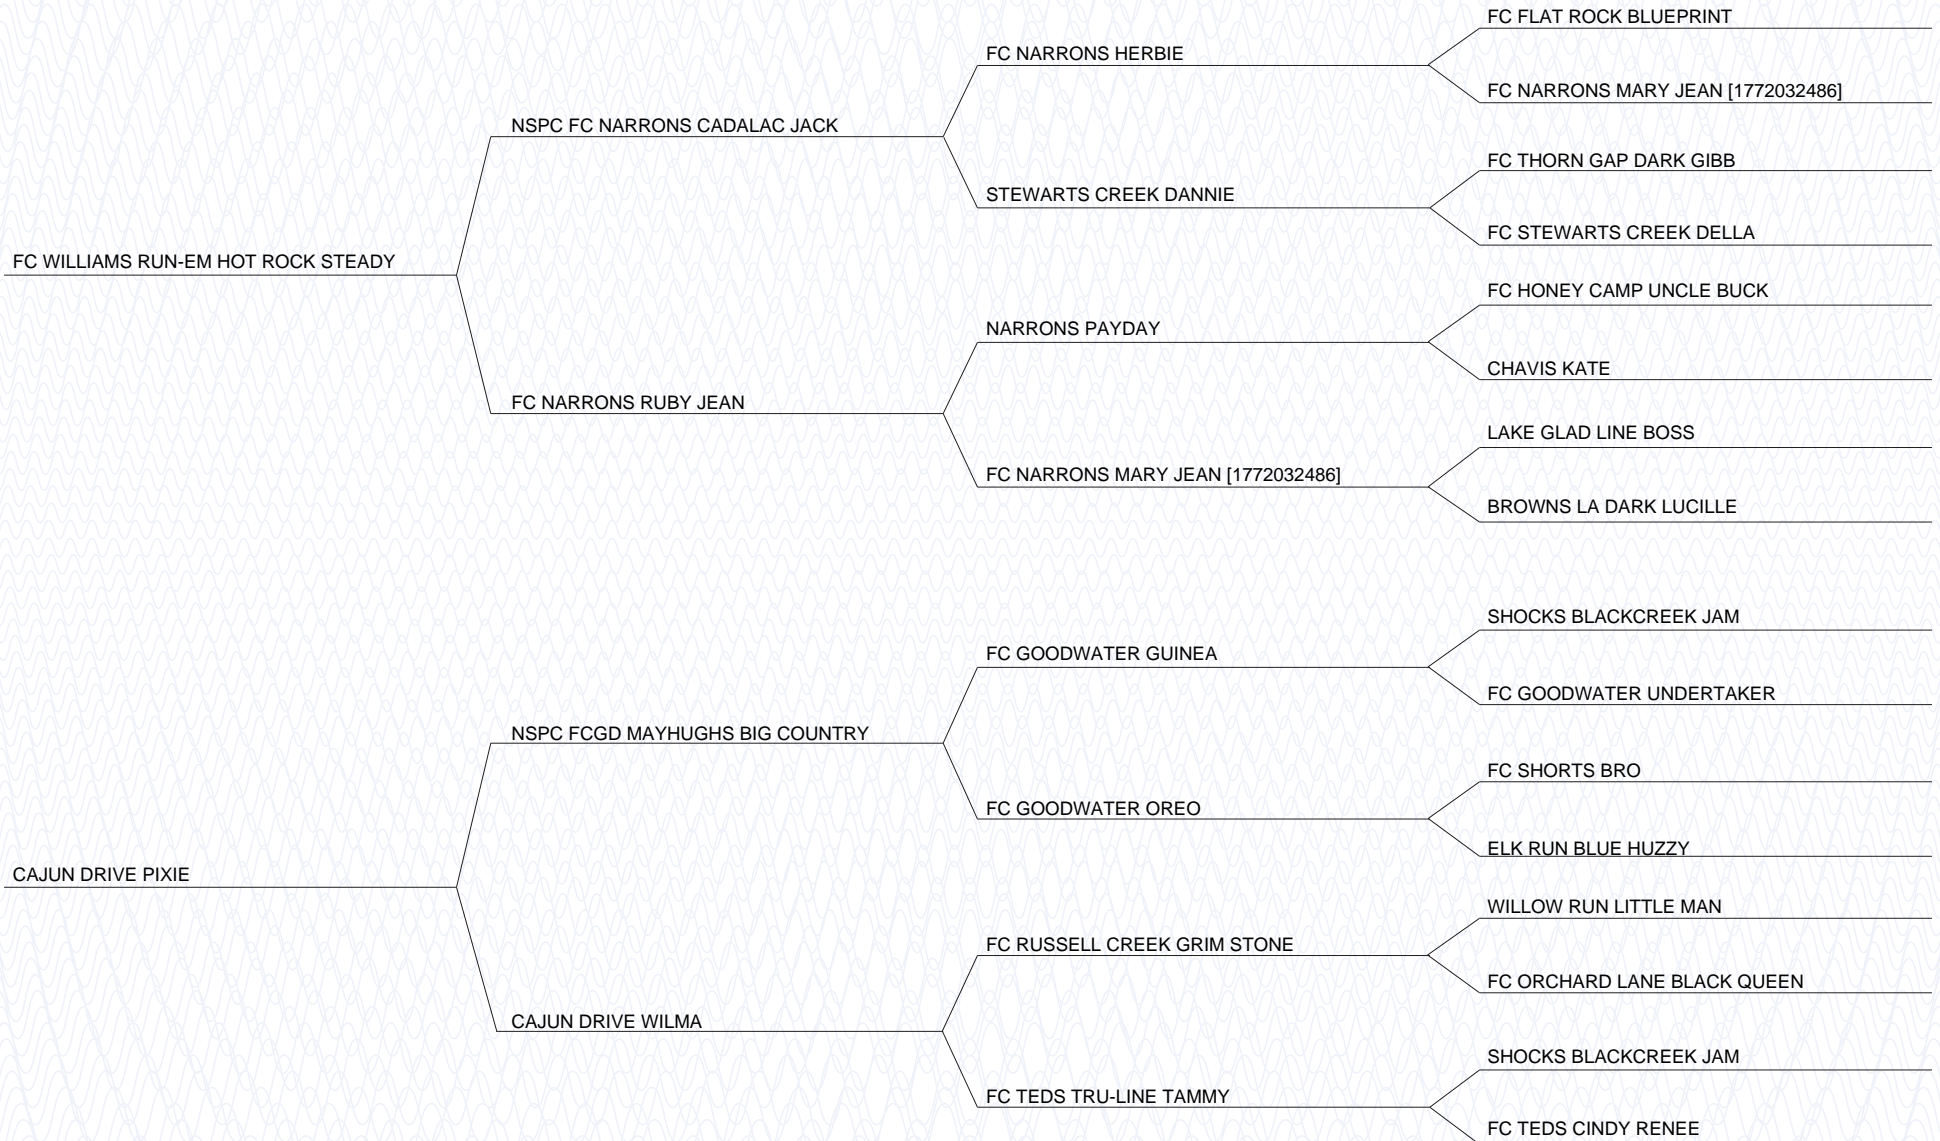 FC FLAT ROCK BLUEPRINT
FC NARRONS HERBIE
FC NARRONS MARY JEAN [1772032486]
NSPC FC NARRONS CADALAC JACK
FC THORN GAP DARK GIBB
STEWARTS CREEK DANNIE
FC STEWARTS CREEK DELLA
FC WILLIAMS RUN-EM HOT ROCK STEADY
FC HONEY CAMP UNCLE BUCK
NARRONS PAYDAY
CHAVIS KATE
FC NARRONS RUBY JEAN
LAKE GLAD LINE BOSS
FC NARRONS MARY JEAN [1772032486]
BROWNS LA DARK LUCILLE
SHOCKS BLACKCREEK JAM
FC GOODWATER GUINEA
FC GOODWATER UNDERTAKER
NSPC FCGD MAYHUGHS BIG COUNTRY
FC SHORTS BRO
FC GOODWATER OREO
ELK RUN BLUE HUZZY
CAJUN DRIVE PIXIE
WILLOW RUN LITTLE MAN
FC RUSSELL CREEK GRIM STONE
FC ORCHARD LANE BLACK QUEEN
CAJUN DRIVE WILMA
SHOCKS BLACKCREEK JAM
FC TEDS TRU-LINE TAMMY
FC TEDS CINDY RENEE